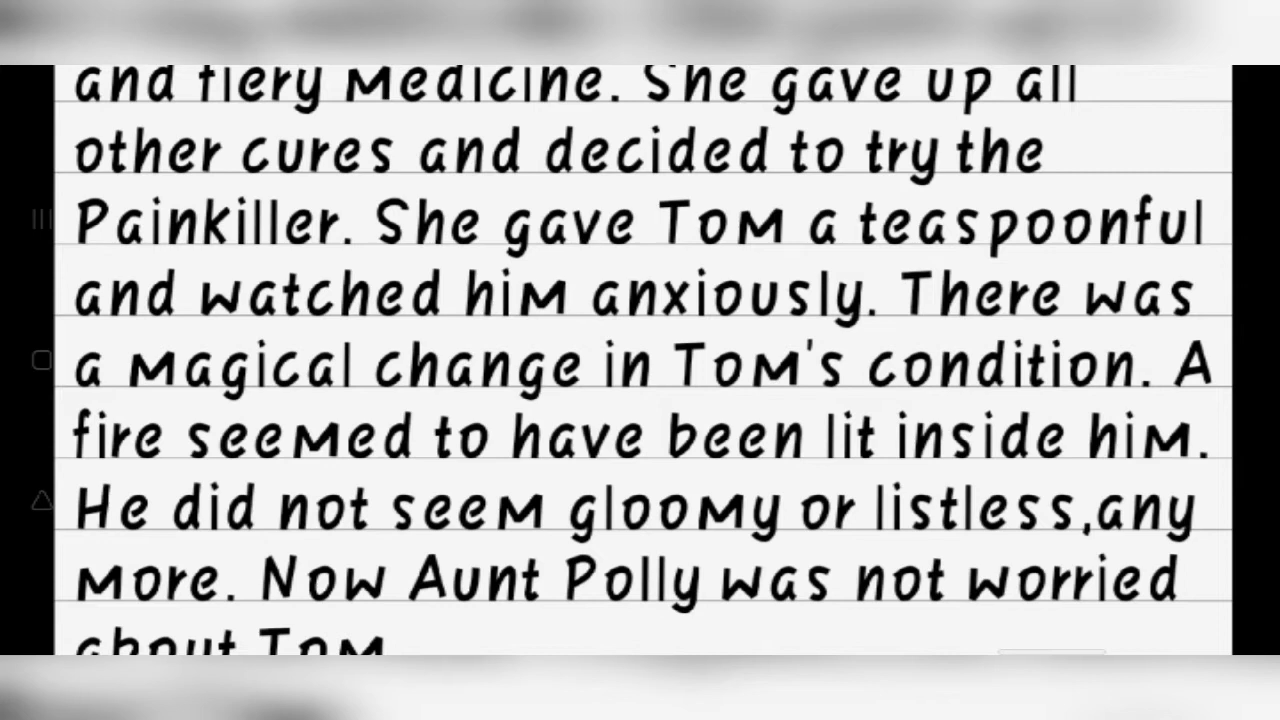 and fiery Medicine. She gave up all
other cures and decided to try the
Painkiller. She gave Tom a teaspoonful
and watched him anxiously. There was
a magical change in Tom's condition. A
fire seemed to have been lit inside him.
He did not seem gloomy or listless,any
more. Now Aunt Polly was not worried
about Tom